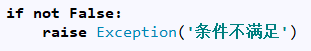 if not False:
    raise Exception('条件不满足')